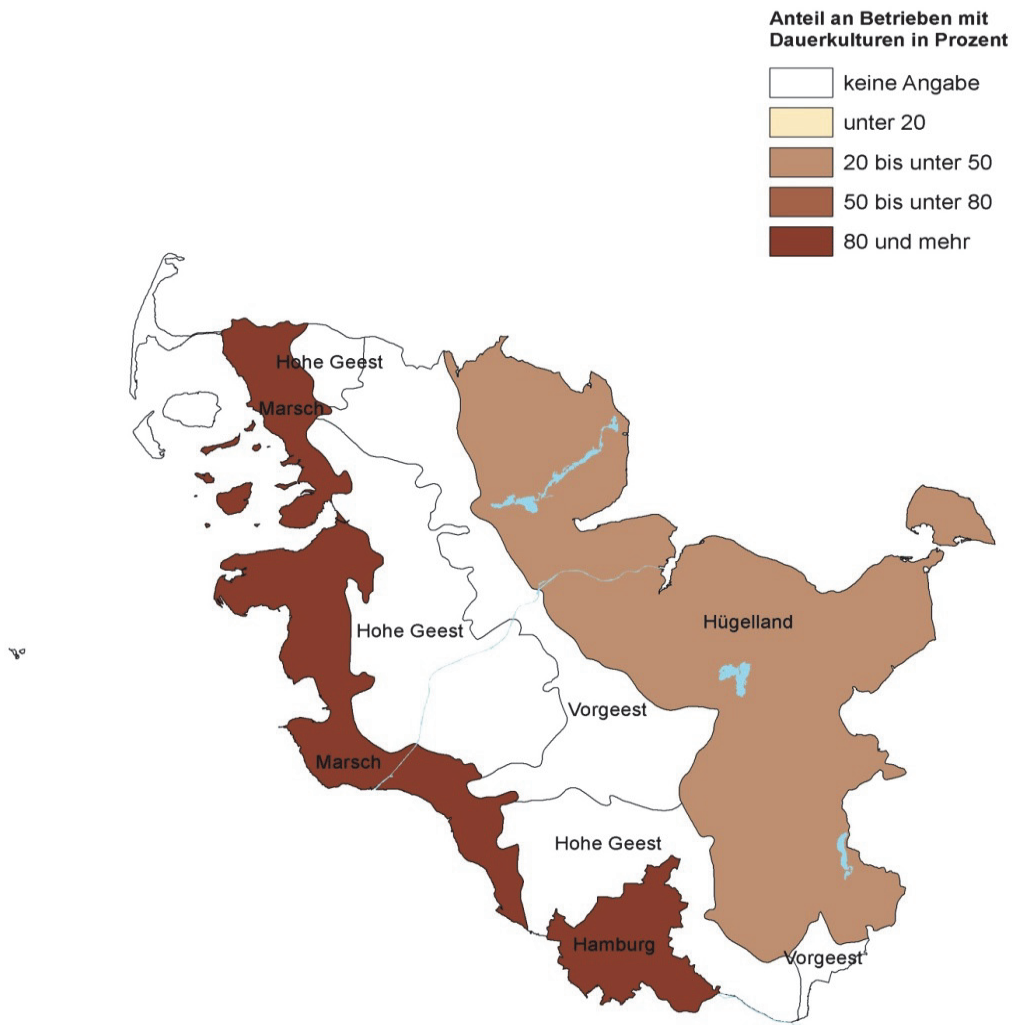 Anteil an Betrieben mit
Dauerkulturen in Prozent
keine Angabe
unter 20
20 bis unter 50
50 bis unter 80
80 und mehr
Hohe Geest
Marsch
Hügelland
Hohe Geest
Vorgeest
Marsch
Hohe Geest
Hamburg
Vorgeest